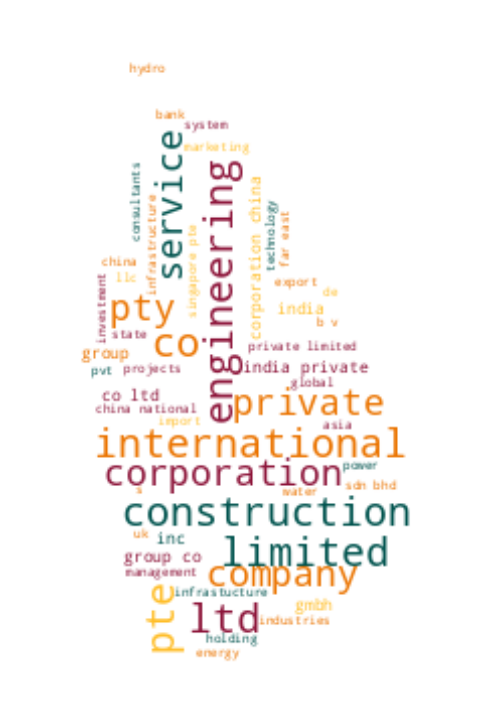 hydro
bank
system
marketing
service
engineering
consultants
infrastructure
singapore pte
corporation china
technology
far east
china
llc
investment
export
de
pty
india
b v
state
co
private limited
group
pvt
projects
india private
global
co ltd
private
china national
import
asia
international
corporation
power
s
water
sdn bhd
construction
uk
inc
limited
group co
management
company
pte
infrastucture
gmbh
ltd
industries
holding
energy